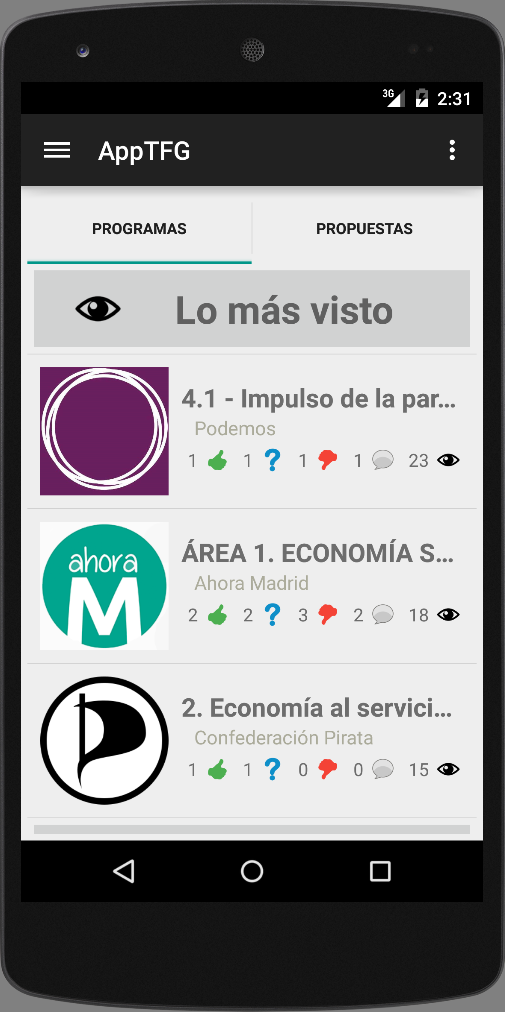 3G 2:31
AppTFG
PROGRAMAS PROPUESTAS
Lo más visto
4.1 - Impulso de la par...
Podemos
1 1 1 1 23
ahora
M
ÁREA 1. ECONOMÍA S...
Ahora Madrid
2 2 3 2 18
2. Economía al servici...
Confederación Pirata
1 1 0 0 15